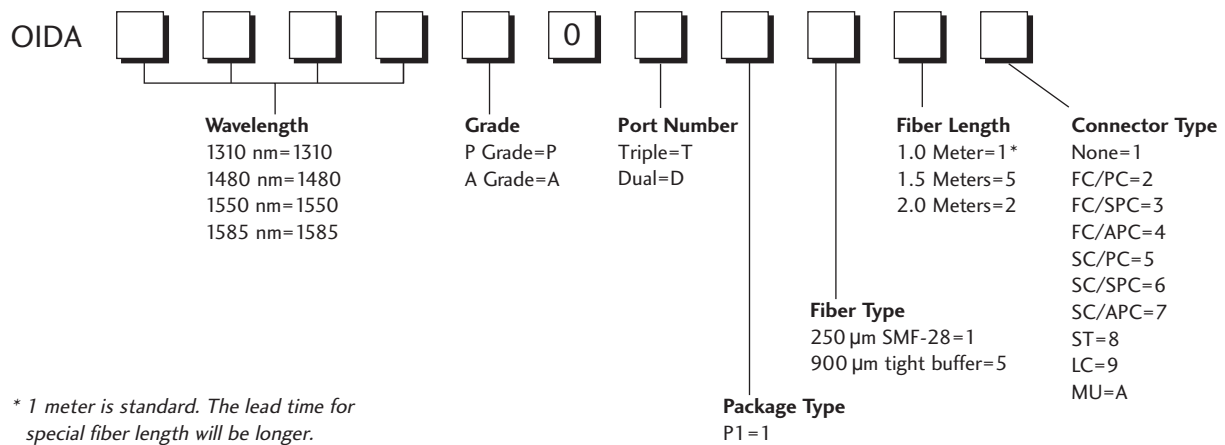 OIDA 0
Wavelength
1310 nm=1310
1480 nm=1480
1550 nm=1550
1585 nm=1585
Grade
P Grade=P
A Grade=A
Port Number
Triple=T
Dual=D
Fiber Length
1.0 Meter=1*
1.5 Meters=5
2.0 Meters=2
Connector Type
None=1
FC/PC=2
FC/SPC=3
FC/APC=4
SC/PC=5
SC/SPC=6
SC/APC=7
ST=8
LC=9
MU=A
Fiber Type
250 µm SMF-28=1
900 µm tight buffer=5
Package Type
P1=1
* 1 meter is standard. The lead time for
special fiber length will be longer.